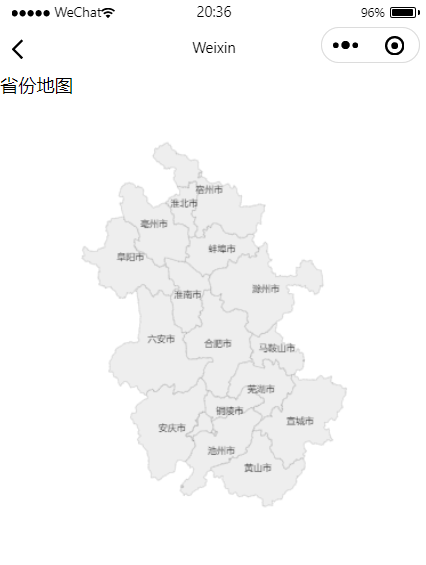 WeChat 20:36 96%
Weixin
省份地图
宿州市
淮北市
亳州市
蚌埠市
阜阳市
滁州市
淮南市
六安市
合肥市
马鞍山市
芜湖市
铜陵市
宣城市
安庆市
池州市
黄山市